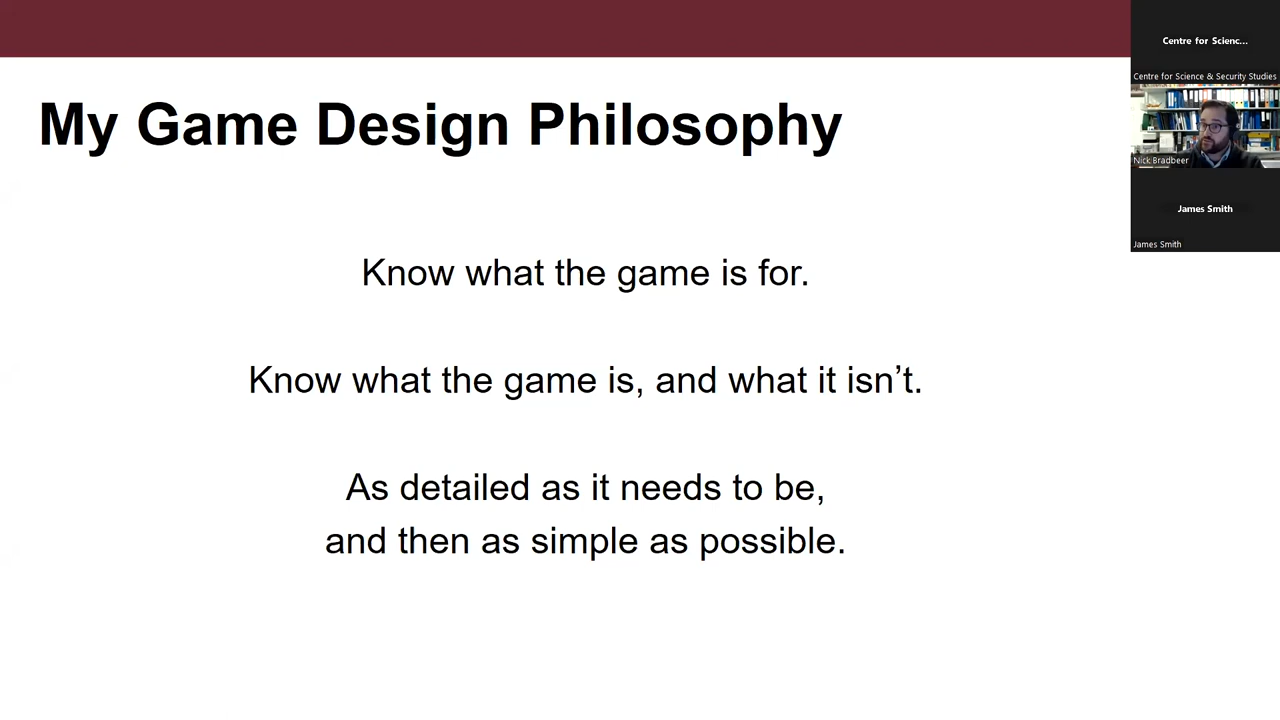 My Game Design Philosophy
Know what the game is for.
Know what the game is, and what it isn’t.
As detailed as it needs to be,
and then as simple as possible.
Centre for Scienc...
Centre for Science & Security Studies
Nick Bradbeer
James Smith
James Smith